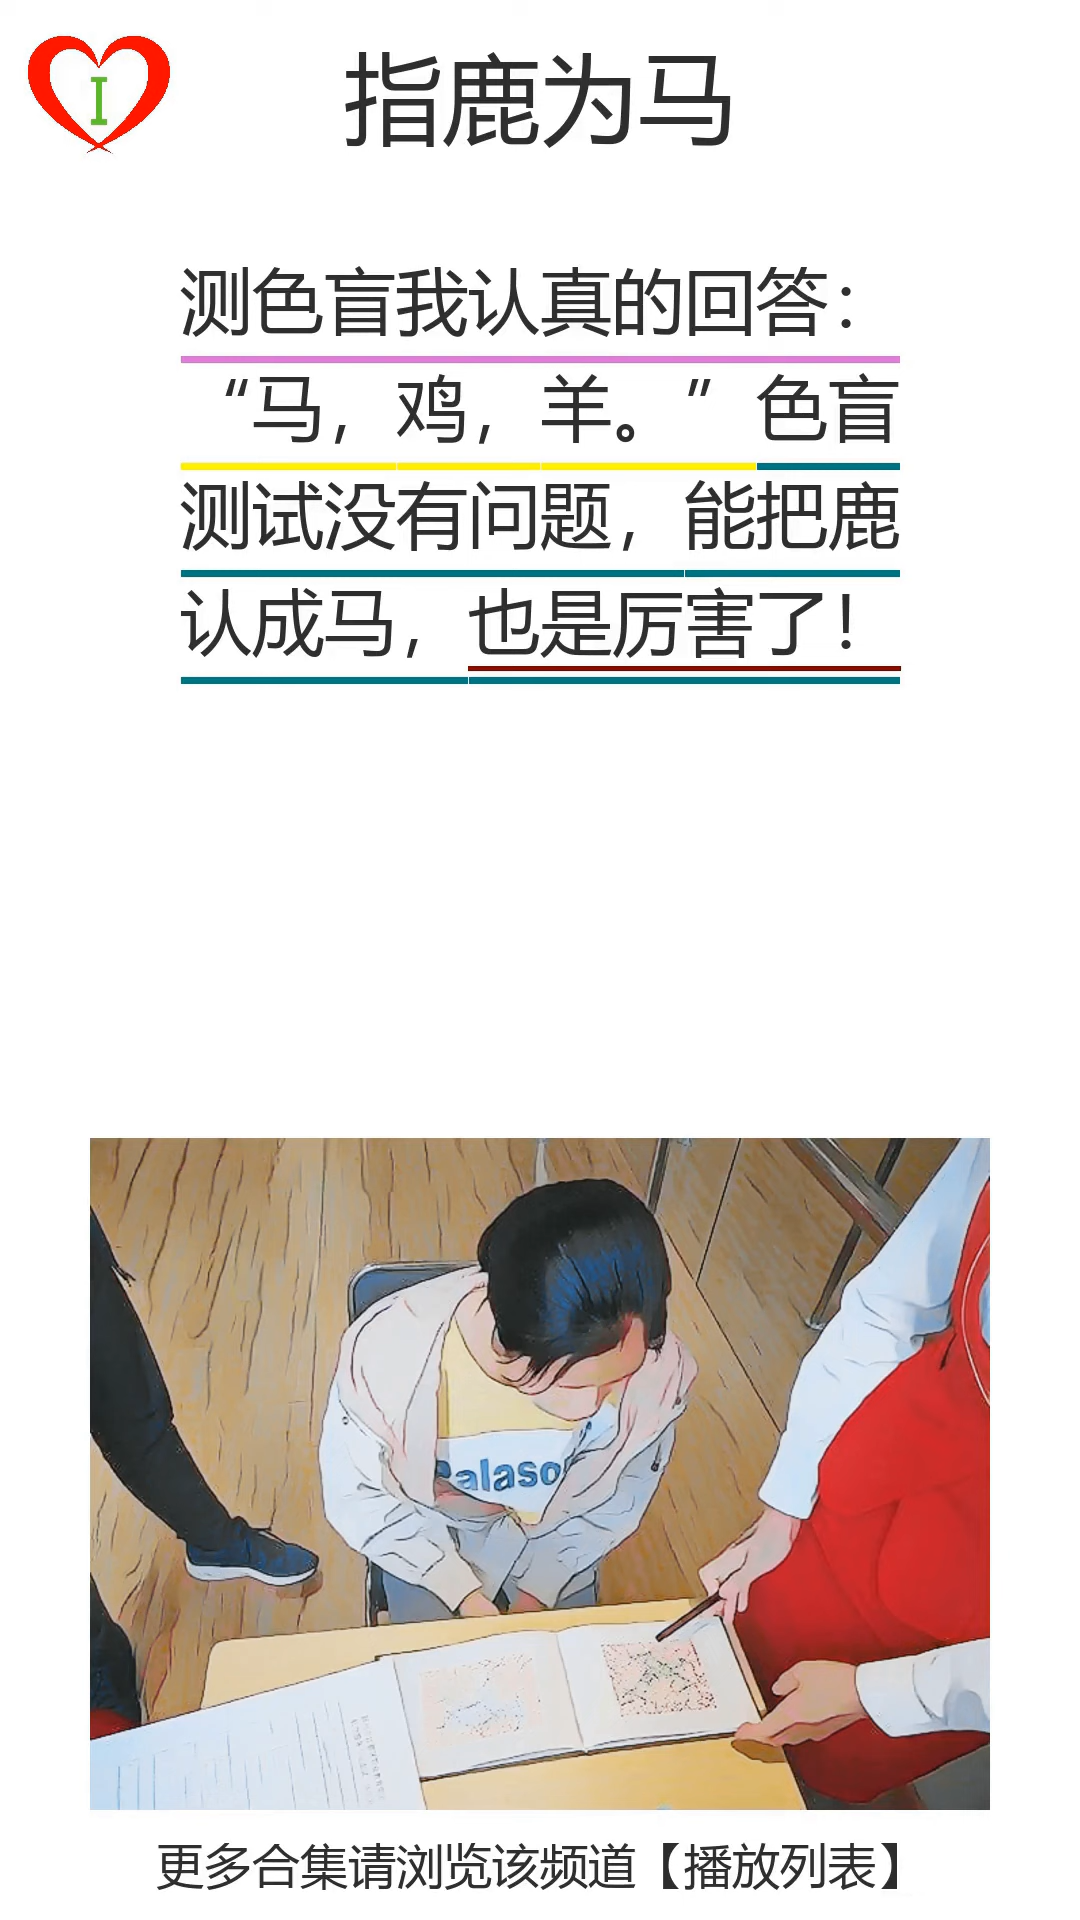 I
指鹿为马
测色盲我认真的回答：
“马，鸡，羊。”色盲
测试没有问题，能把鹿
认成马，也是厉害了！
alaso
更多合集请浏览该频道【播放列表】